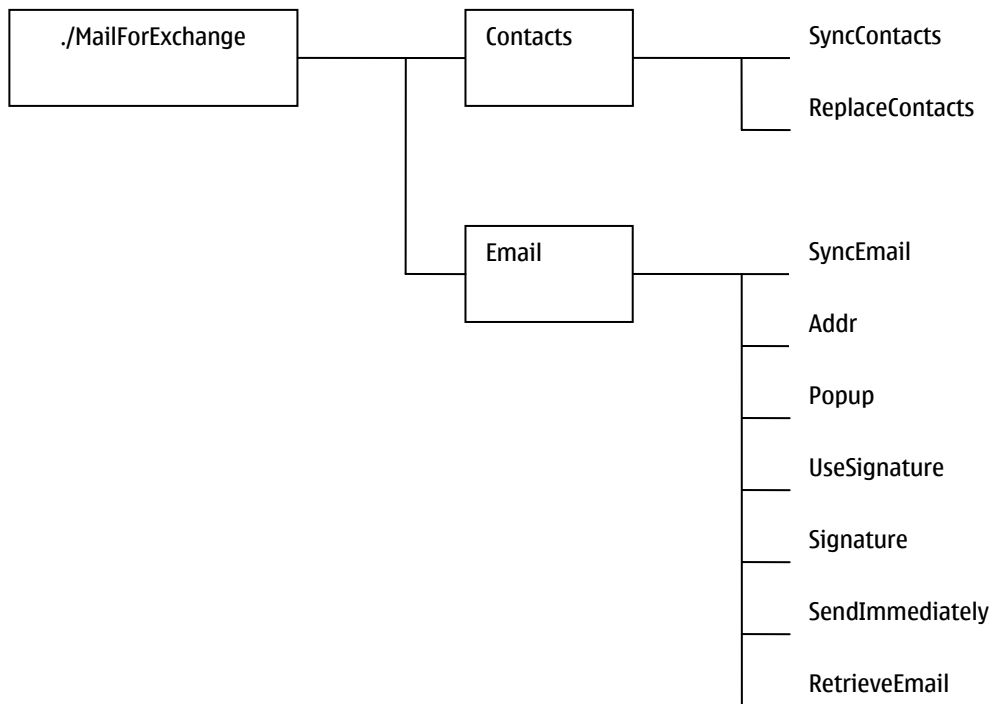 ./MailForExchange
Contacts
SyncContacts
ReplaceContacts
Email
SyncEmail
Addr
Popup
UseSignature
Signature
SendImmediately
RetrieveEmail